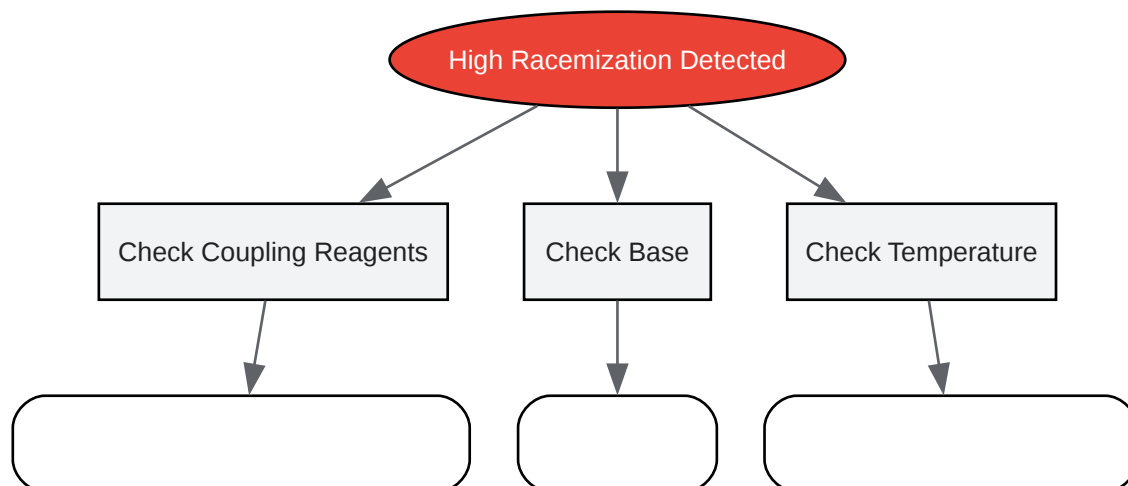 High Racemization Detected
Check Coupling Reagents
Check Base
Check Temperature